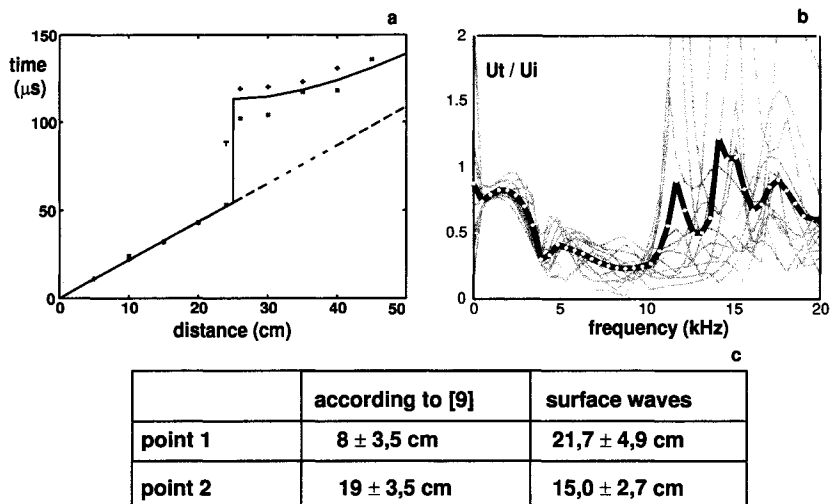 a
150
time
(μs)
100
50
0
0 10 20 30 40 50
distance (cm)
b
2
Ut / Ui
1.5
1
0.5
0
0 5 10 15 20
frequency (kHz)
c
according to [9] surface waves
point 1 8 ± 3,5 cm 21,7 ± 4,9 cm
point 2 19 ± 3,5 cm 15,0 ± 2,7 cm